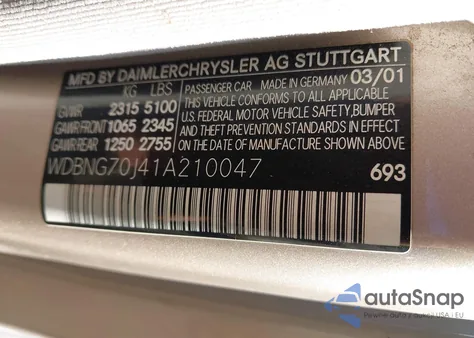 MFD BY DAIMLERCHRYSLER AG STUTTGART
KG LBS
GVWR 2315 5100
GAWR FRONT 1065 2345
GAWR REAR 1250 2755
PASSENGER CAR MADE IN GERMANY 03/01
THIS VEHICLE CONFORMS TO ALL APPLICABLE
U.S. FEDERAL MOTOR VEHICLE SAFETY, BUMPER
AND THEFT PREVENTION STANDARDS IN EFFECT
ON THE DATE OF MANUFACTURE SHOWN ABOVE.
WDBNG70J41A210047
693
autoSnap